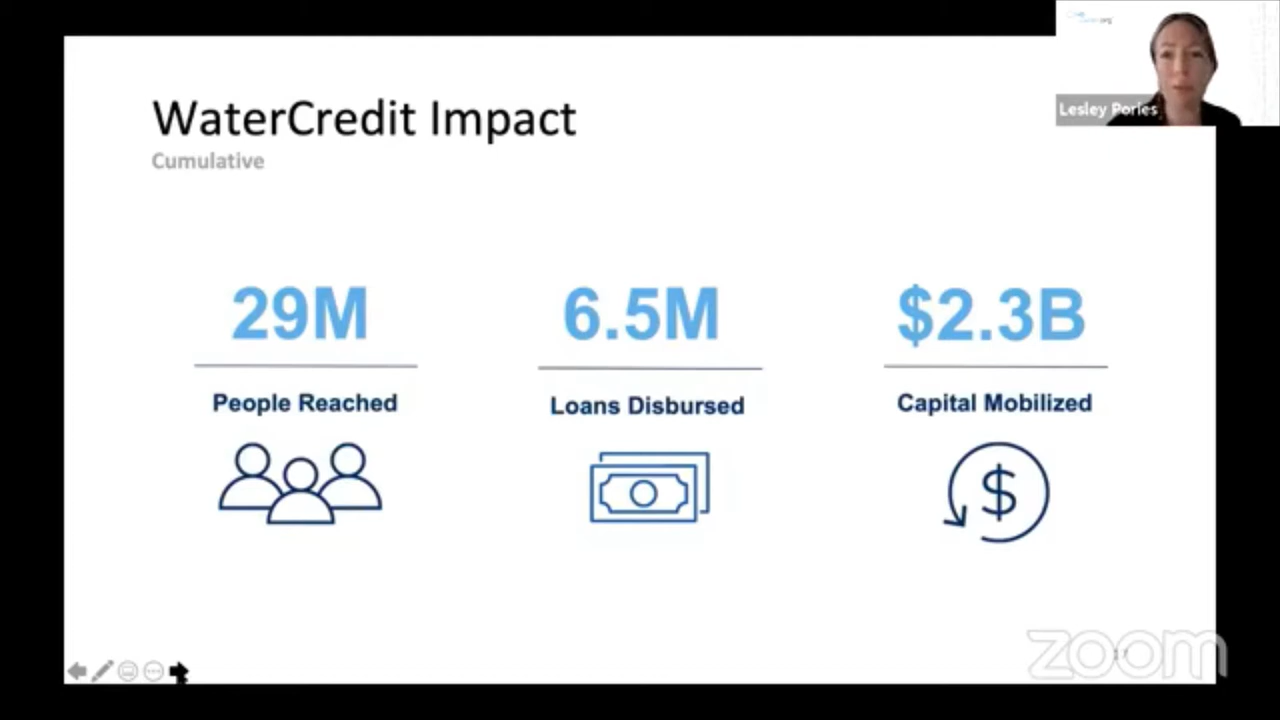 WaterCredit Impact
Cumulative
Lesley Pories
29M
6.5M
$2.3B
People Reached
Loans Disbursed
Capital Mobilized
$
zoom